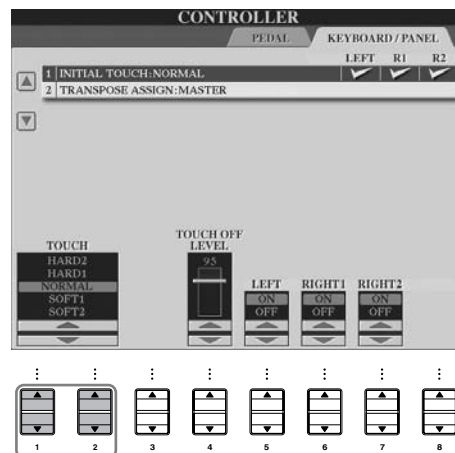 CONTROLLER
PEDAL KEYBOARD / PANEL
LEFT R1 R2
1 INITIAL TOUCH:NORMAL
2 TRANSPOSE ASSIGN:MASTER
TOUCH
HARD2
HARD1
NORMAL
SOFT1
SOFT2
TOUCH OFF
LEVEL
95
LEFT RIGHT1 RIGHT2
ON ON ON
OFF OFF OFF
1 2 3 4 5 6 7 8